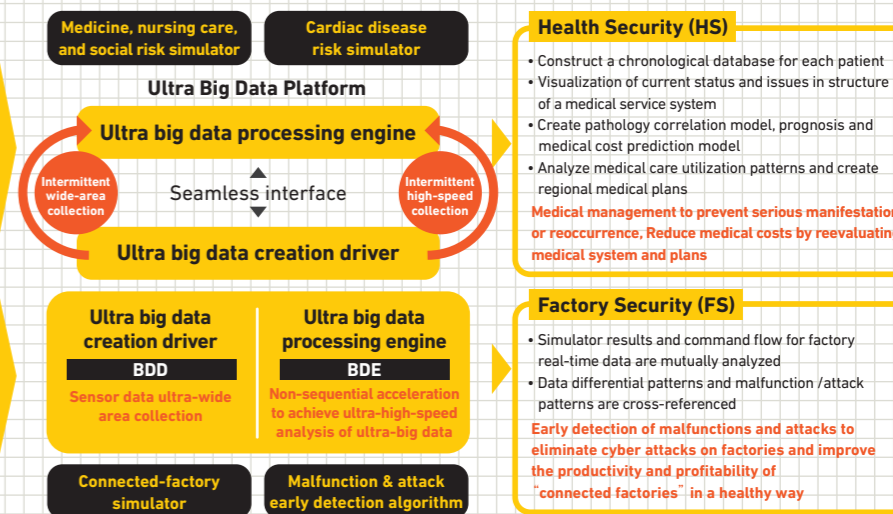 Medicine, nursing care,
and social risk simulator
Cardiac disease
risk simulator
Ultra Big Data Platform
Ultra big data processing engine
Intermittent
wide-area
collection
Seamless interface
Intermittent
high-speed
collection
Ultra big data creation driver
Ultra big data
creation driver
BDD
Sensor data ultra-wide
area collection
Ultra big data
processing engine
BDE
Non-sequential acceleration
to achieve ultra-high-speed
analysis of ultra-big data
Connected-factory
simulator
Malfunction & attack
early detection algorithm
Health Security (HS)
• Construct a chronological database for each patient
• Visualization of current status and issues in structure
of a medical service system
• Create pathology correlation model, prognosis and
medical cost prediction model
• Analyze medical care utilization patterns and create
regional medical plans
Medical management to prevent serious manifestation
or reoccurrence, Reduce medical costs by reevaluating
medical system and plans
Factory Security (FS)
• Simulator results and command flow for factory
real-time data are mutually analyzed
• Data differential patterns and malfunction /attack
patterns are cross-referenced
Early detection of malfunctions and attacks to
eliminate cyber attacks on factories and improve
the productivity and profitability of
“connected factories” in a healthy way